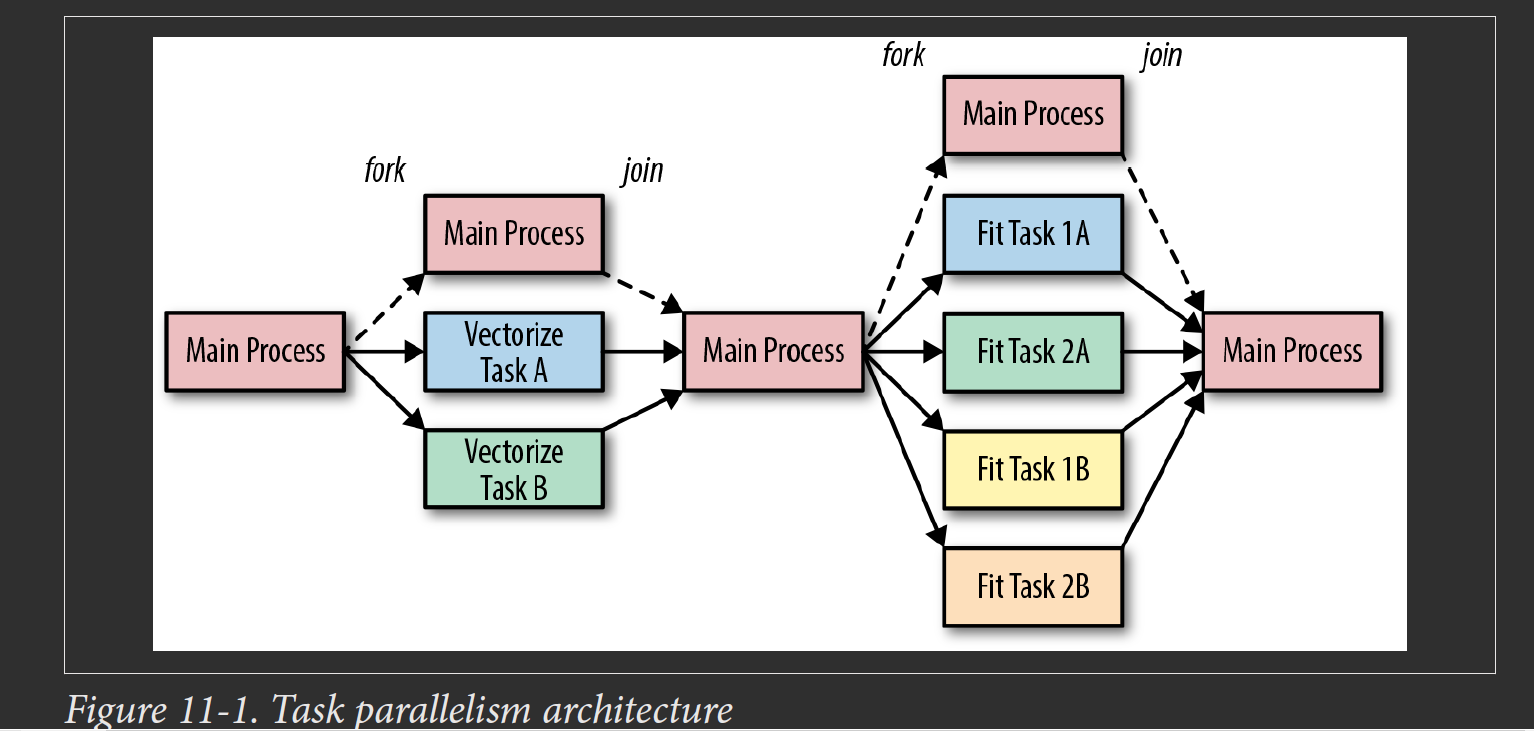 fork
join
Main Process
fork
join
Main Process
Fit Task 1A
Main Process
Vectorize
Task A
Main Process
Fit Task 2A
Main Process
Vectorize
Task B
Fit Task 1B
Fit Task 2B
Figure 11-1. Task parallelism architecture